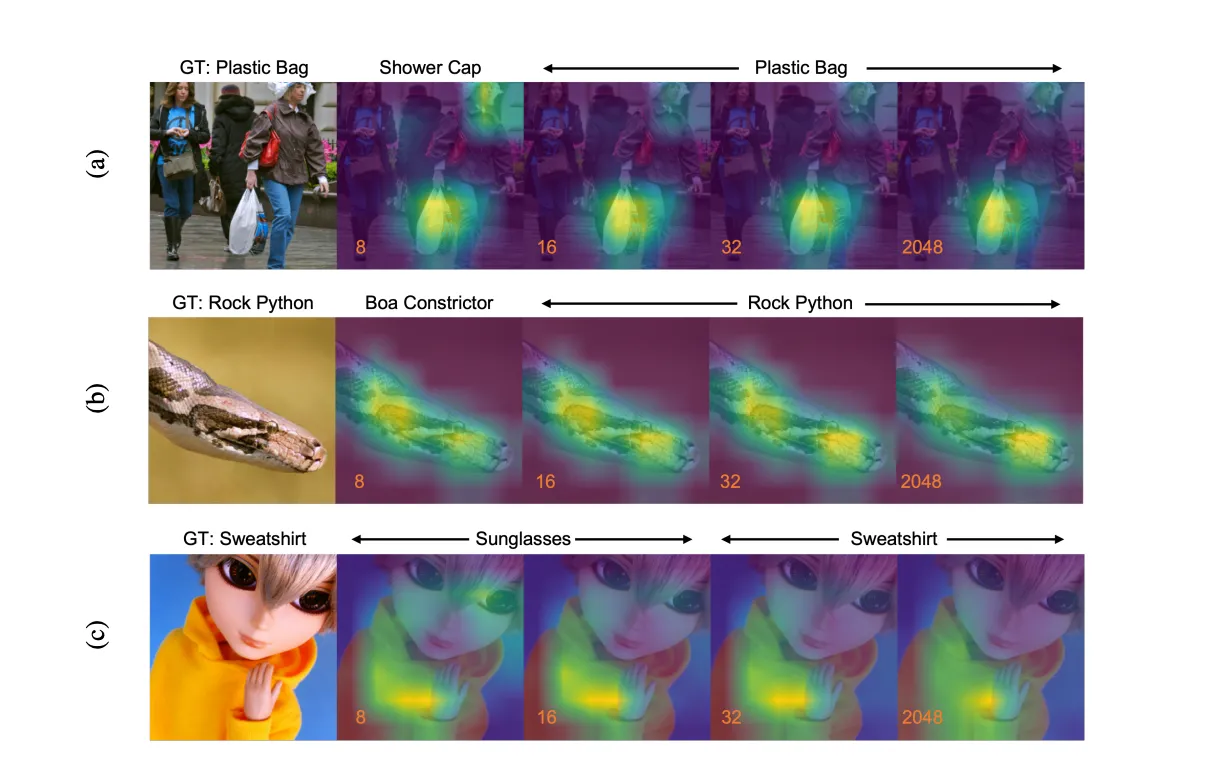 GT: Plastic Bag Shower Cap Plastic Bag
(a)
8 16 32 2048
GT: Rock Python Boa Constrictor Rock Python
(b)
8 16 32 2048
GT: Sweatshirt Sunglasses Sweatshirt
(c)
8 16 32 2048